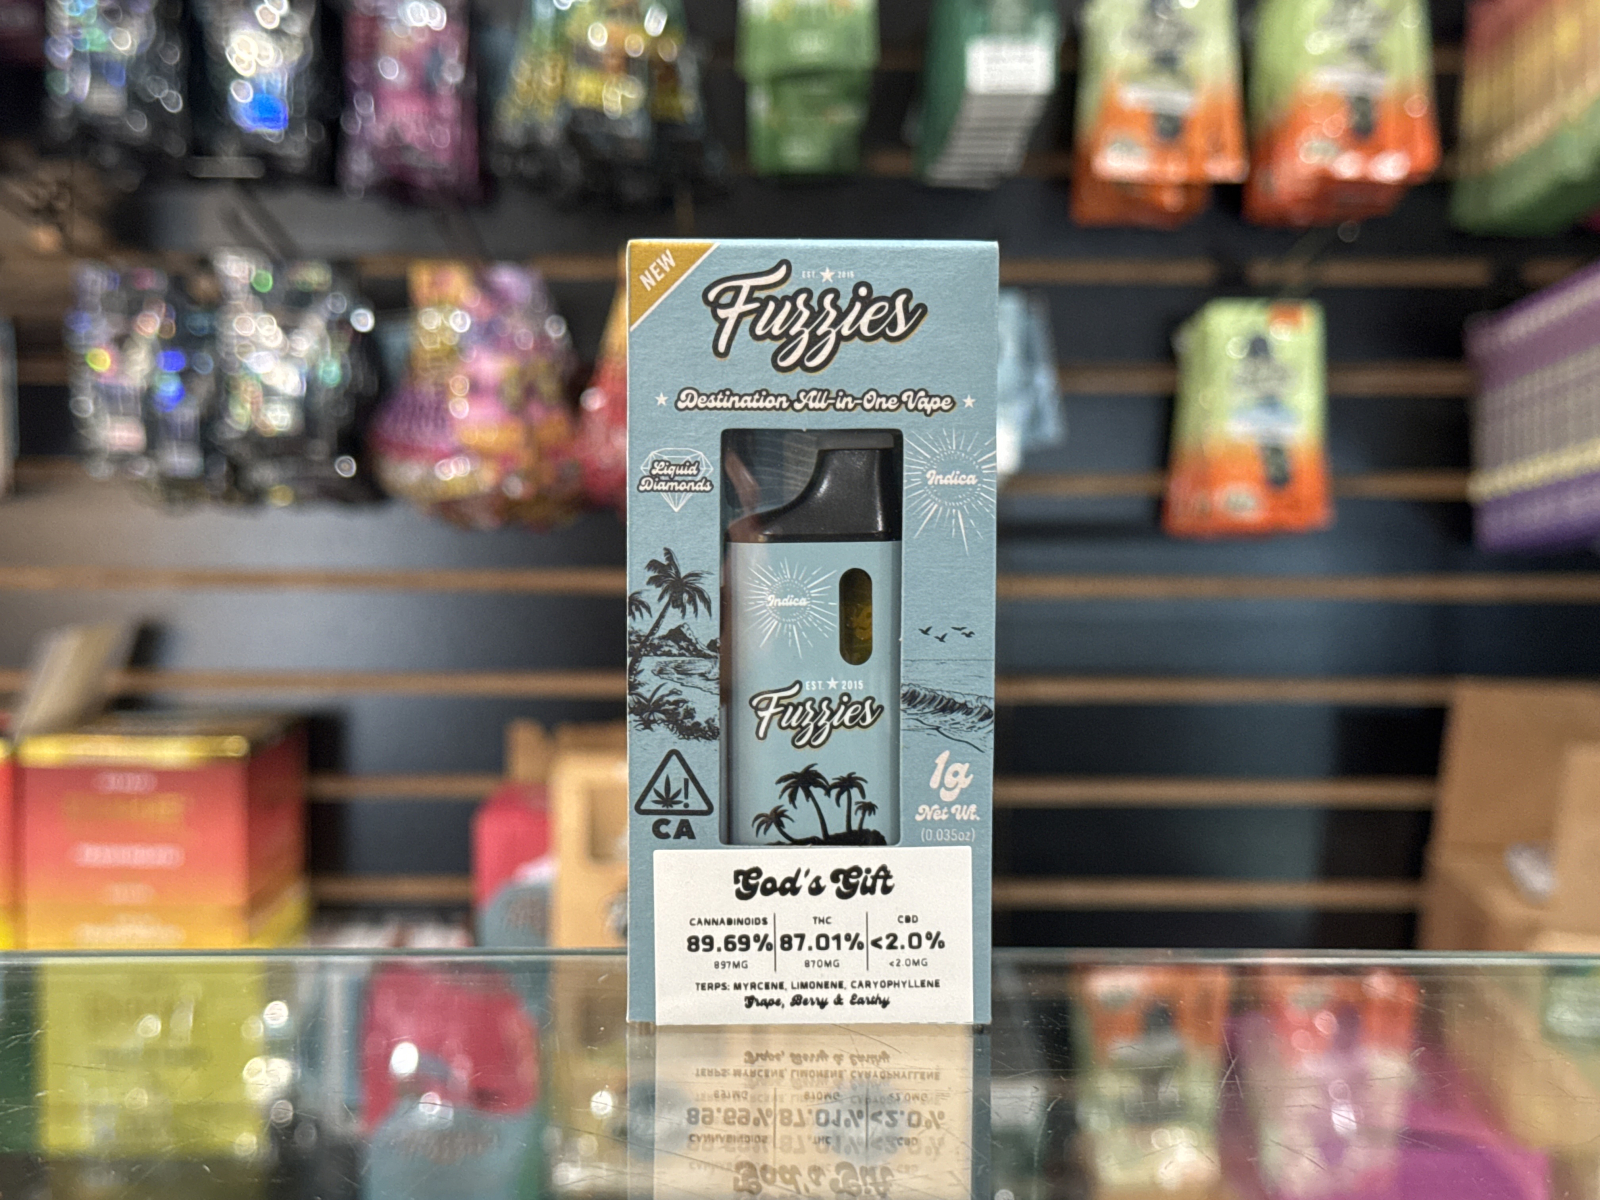 NEW
EST. ★ 2015
Fuzzies
★ Destination All-in-One Vape ★
Liquid
Diamonds
Indica
Indica
EST. ★ 2015
Fuzzies
CA
1g
Net Wt.
(0.035oz)
God's Gift
CANNABINOIDS THC CBD
89.69% 87.01% <2.0%
897MG 870MG <2.0MG
TERPS: MYRCENE, LIMONENE, CARYOPHYLLENE
Grape, Berry & Earthy